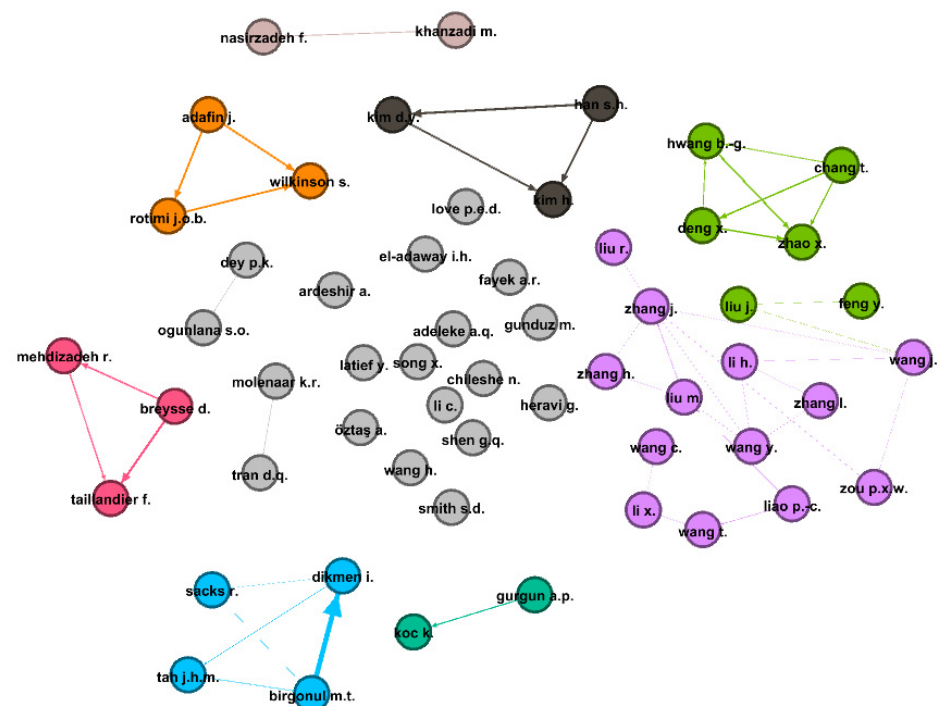 nasirzadeh f.
khanzadi m.
adafin j.
kim d.y.
han s.h.
hwang b.-g.
chang t.
wilkinson s.
rotimi j.o.b.
kim h.
love p.e.d.
deng x.
zhao x.
liu r.
el-adaway i.h.
dey p.k.
fayek a.r.
ardeshir a.
zhang j.
liu j.
feng y.
ogunlana s.o.
adeleke a.q.
gunduz m.
mehdizadeh r.
latief y.
song x.
zhang h.
li h.
wang j.
molenaar k.r.
chileshe n.
breysse d.
li c.
heravi g.
liu m.
zhang l.
öztaş a.
shen g.q.
wang c.
wang y.
tran d.q.
wang h.
taillandier f.
zou p.x.w.
smith s.d.
li x.
liao p.-c.
wang t.
dikmen i.
sacks r.
gurgun a.p.
koc k.
tah j.h.m.
birgonul m.t.